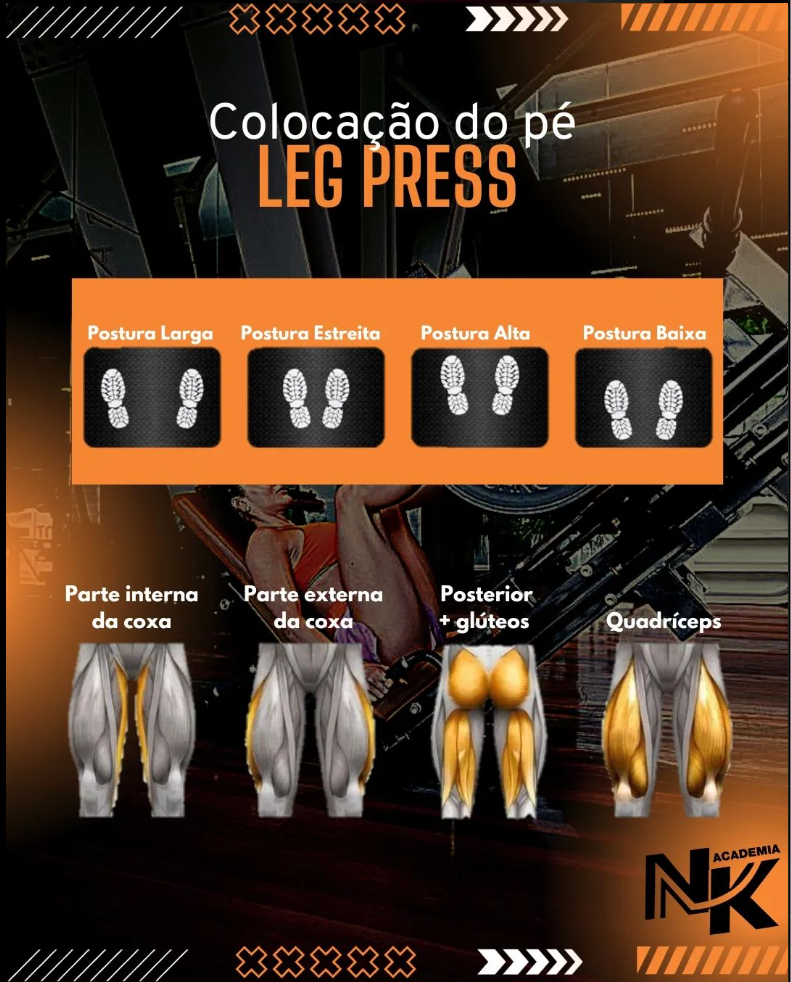 Colocação do pé
LEG PRESS
Postura Larga
Postura Estreita
Postura Alta
Postura Baixa
Parte interna
da coxa
Parte externa
da coxa
Posterior
+ glúteos
Quadríceps
ACADEMIA
NK